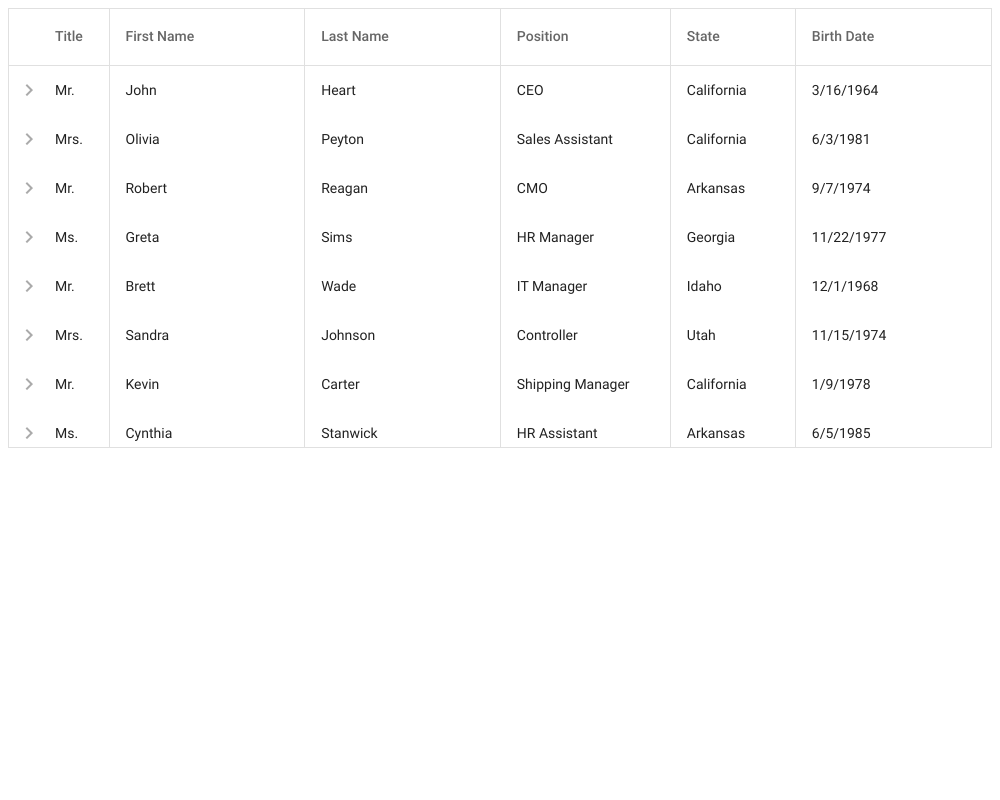 Title First Name Last Name Position State Birth Date
Mr. John Heart CEO California 3/16/1964
Mrs. Olivia Peyton Sales Assistant California 6/3/1981
Mr. Robert Reagan CMO Arkansas 9/7/1974
Ms. Greta Sims HR Manager Georgia 11/22/1977
Mr. Brett Wade IT Manager Idaho 12/1/1968
Mrs. Sandra Johnson Controller Utah 11/15/1974
Mr. Kevin Carter Shipping Manager California 1/9/1978
Ms. Cynthia Stanwick HR Assistant Arkansas 6/5/1985